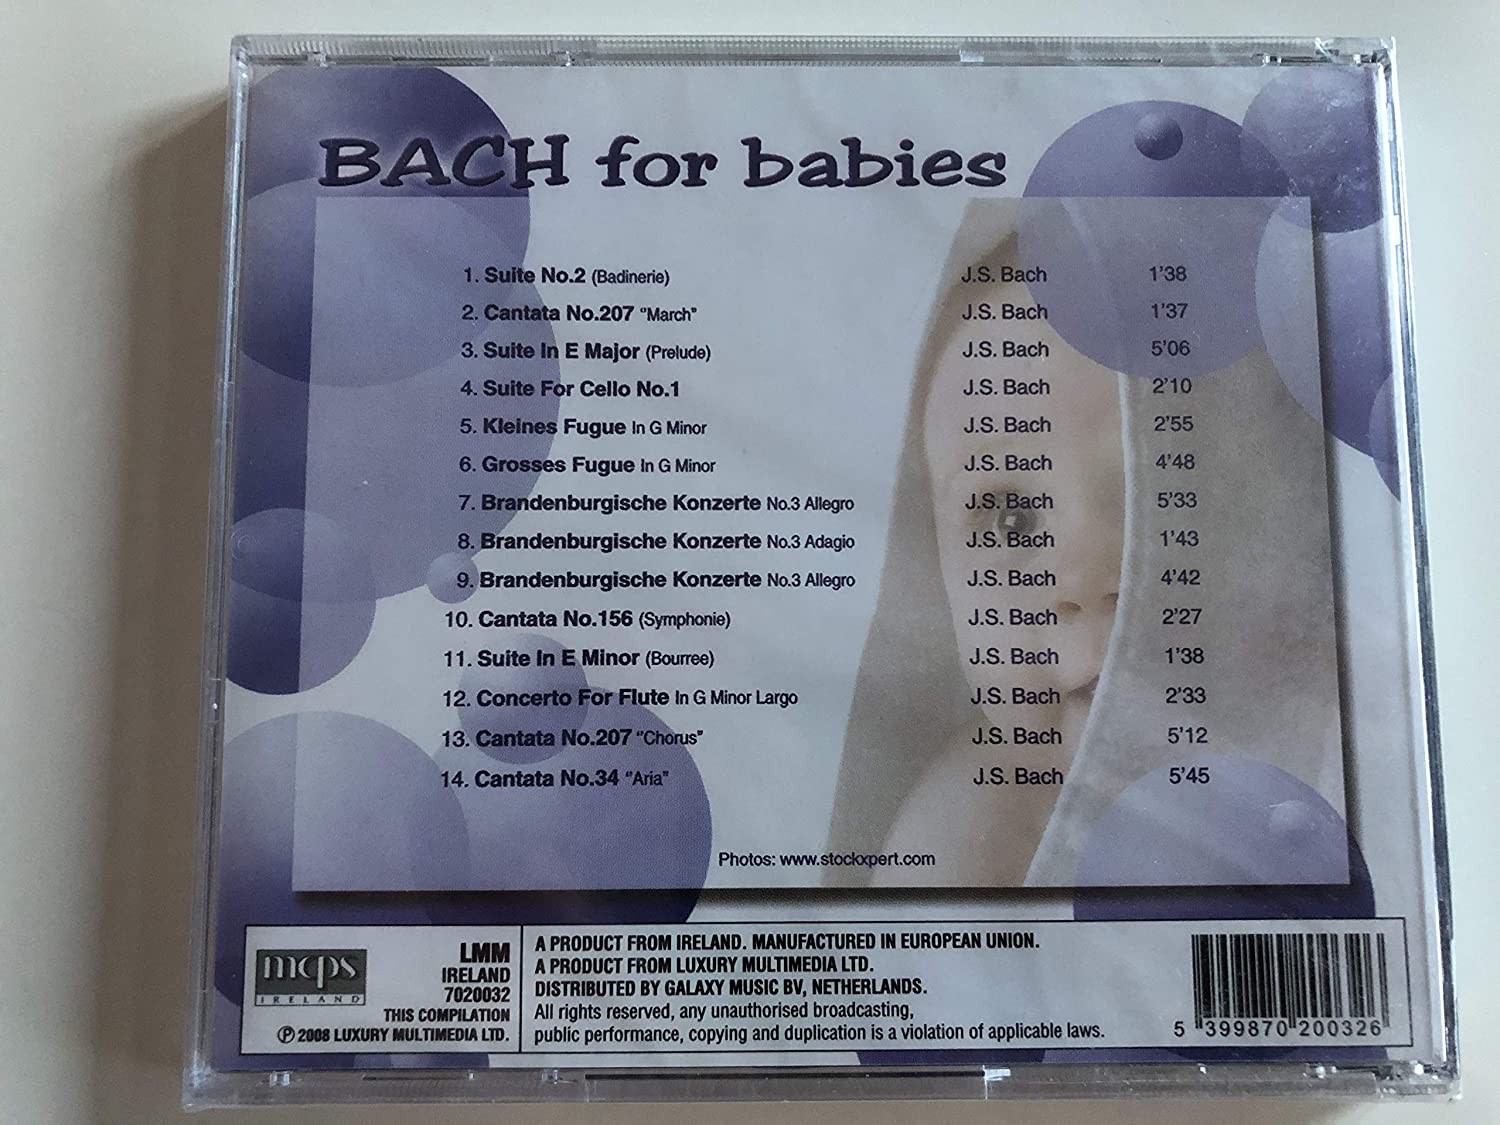 BACH for babies
1. Suite No.2 (Badinerie) J.S. Bach 1'38
2. Cantata No.207 "March" J.S. Bach 1'37
3. Suite In E Major (Prelude) J.S. Bach 5'06
4. Suite For Cello No.1 J.S. Bach 2'10
5. Kleines Fugue In G Minor J.S. Bach 2'55
6. Grosses Fugue In G Minor J.S. Bach 4'48
7. Brandenburgische Konzerte No.3 Allegro J.S. Bach 5'33
8. Brandenburgische Konzerte No.3 Adagio J.S. Bach 1'43
9. Brandenburgische Konzerte No.3 Allegro J.S. Bach 4'42
10. Cantata No.156 (Symphonie) J.S. Bach 2'27
11. Suite In E Minor (Bourree) J.S. Bach 1'38
12. Concerto For Flute In G Minor Largo J.S. Bach 2'33
13. Cantata No.207 "Chorus" J.S. Bach 5'12
14. Cantata No.34 "Aria" J.S. Bach 5'45
Photos: www.stockxpert.com
mcps
IRELAND
LMM
IRELAND
7020032
THIS COMPILATION
℗ 2008 LUXURY MULTIMEDIA LTD.
A PRODUCT FROM IRELAND. MANUFACTURED IN EUROPEAN UNION.
A PRODUCT FROM LUXURY MULTIMEDIA LTD.
DISTRIBUTED BY GALAXY MUSIC BV, NETHERLANDS.
All rights reserved, any unauthorised broadcasting,
public performance, copying and duplication is a violation of applicable laws.
5 399870 200326